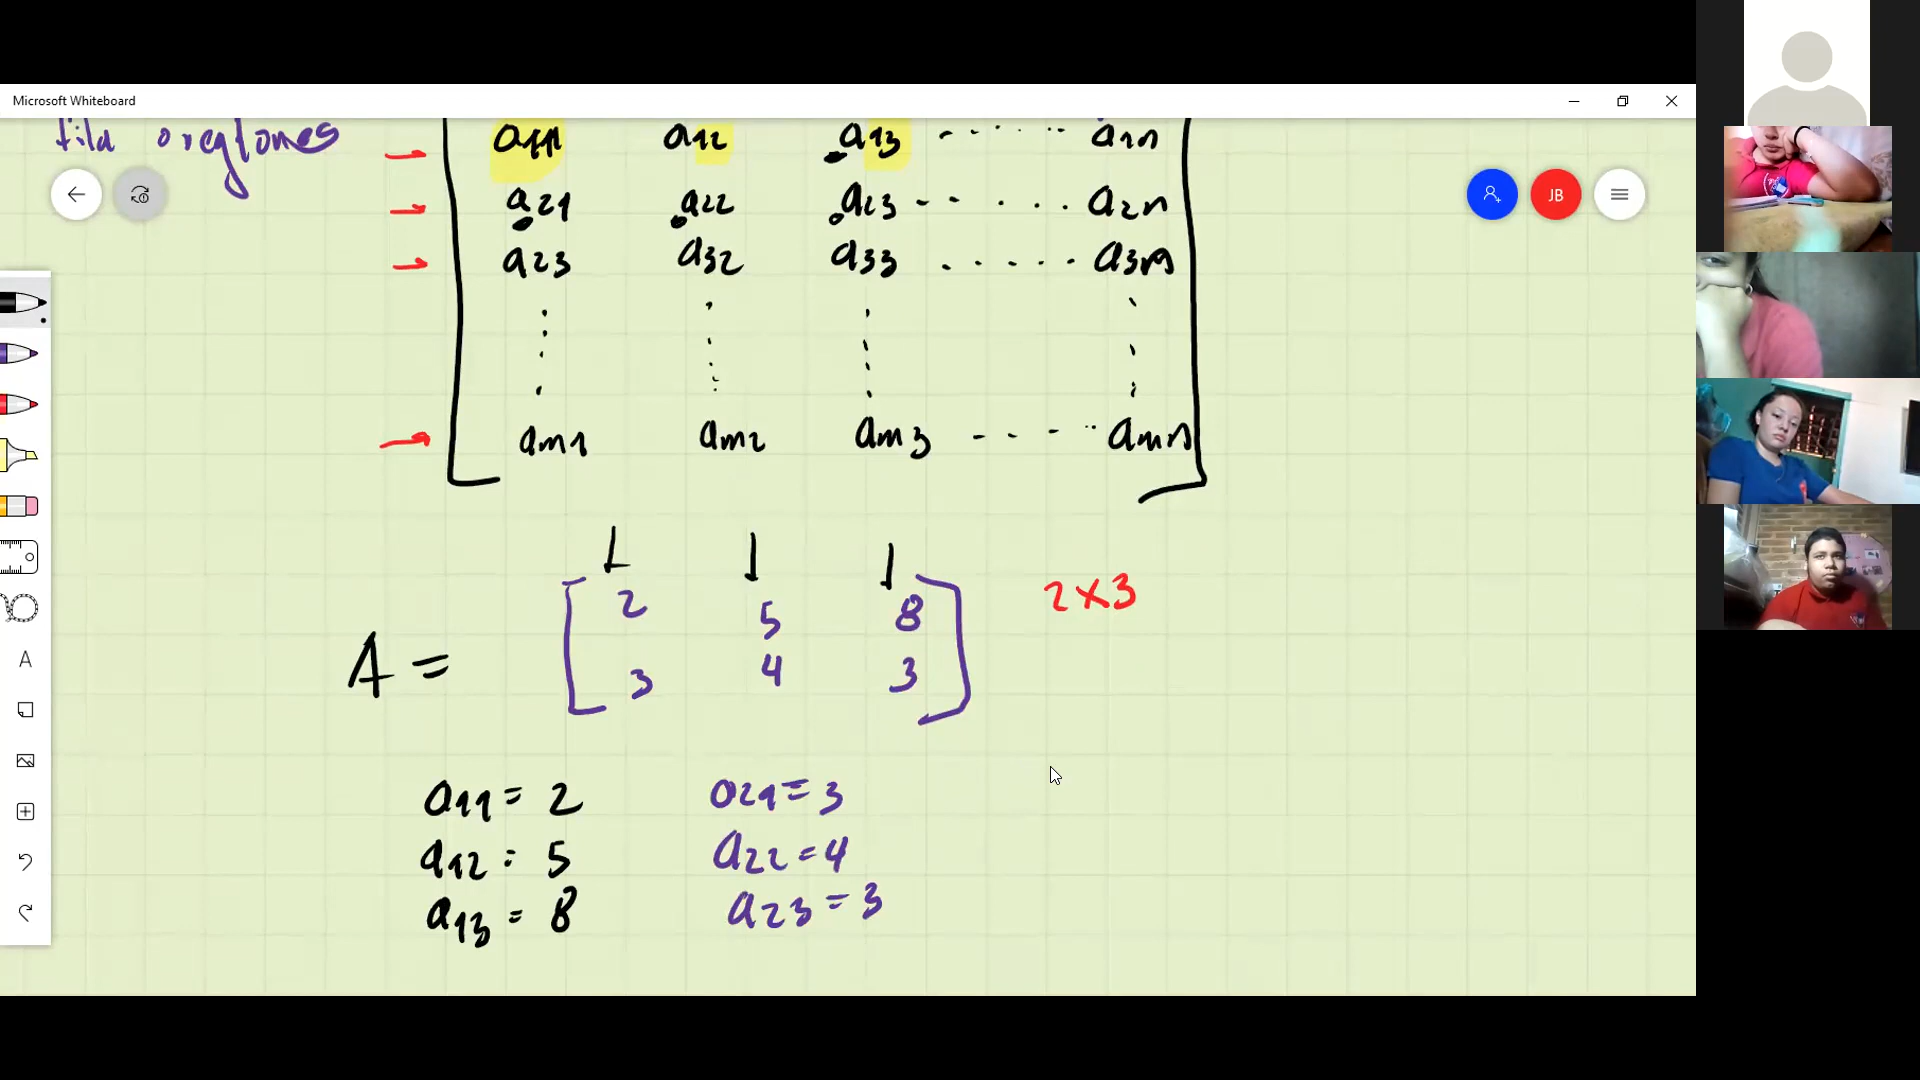 Microsoft Whiteboard
fila o reglones
a11 a12 a13 ...... a1n
a21 a22 a23 - - . . . . a2n
JB
a23 a32 a33 . . . . . . a3n
am1 am2 am3 - - - - .. amn
2 5 8
2x3
A =
3 4 3
A
a11 = 2 a21 = 3
a12 : 5 a22 = 4
a13 = 8 a23 = 3